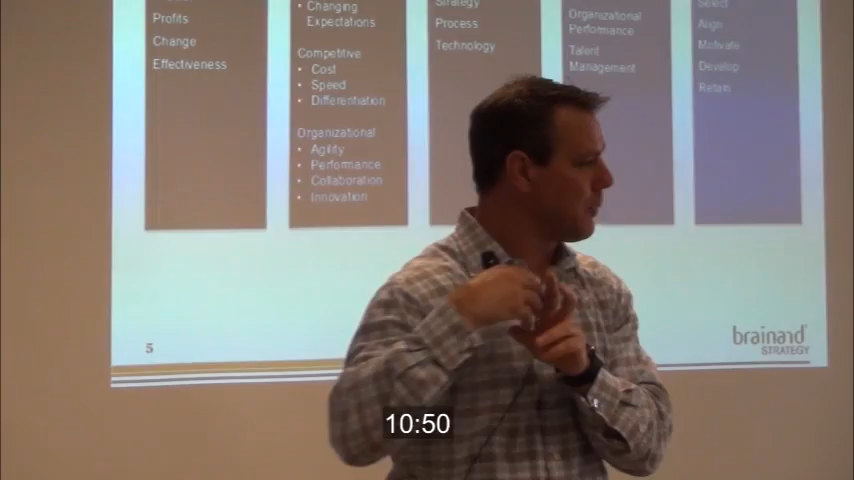 Profits
Change
Effectiveness
• Changing
Expectations
Competitive
• Cost
• Speed
• Differentiation
Organizational
• Agility
• Performance
• Collaboration
• Innovation
Strategy
Process
Technology
Organizational
Performance
Talent
Management
Select
Align
Motivate
Develop
Retain
5
brainard
STRATEGY
10:50